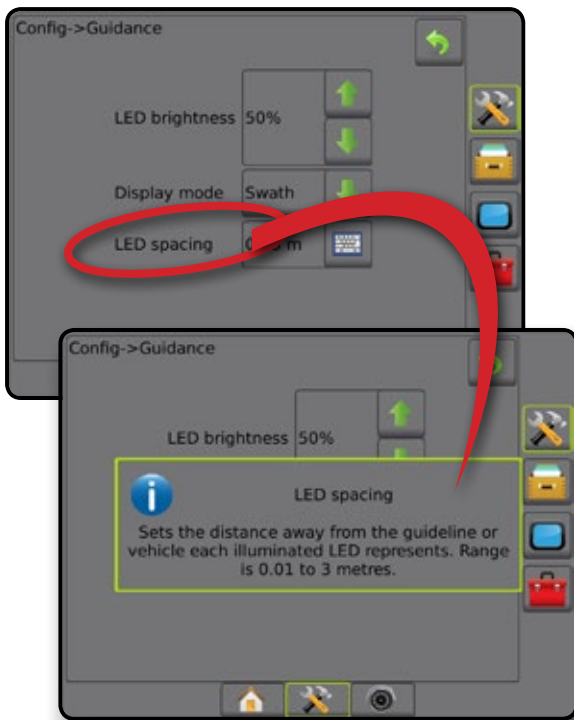 Config->Guidance
LED brightness 50%
Display mode Swath
LED spacing m
Config->Guidance
LED brightness 50%
LED spacing
Sets the distance away from the guideline or
vehicle each illuminated LED represents. Range
is 0.01 to 3 metres.